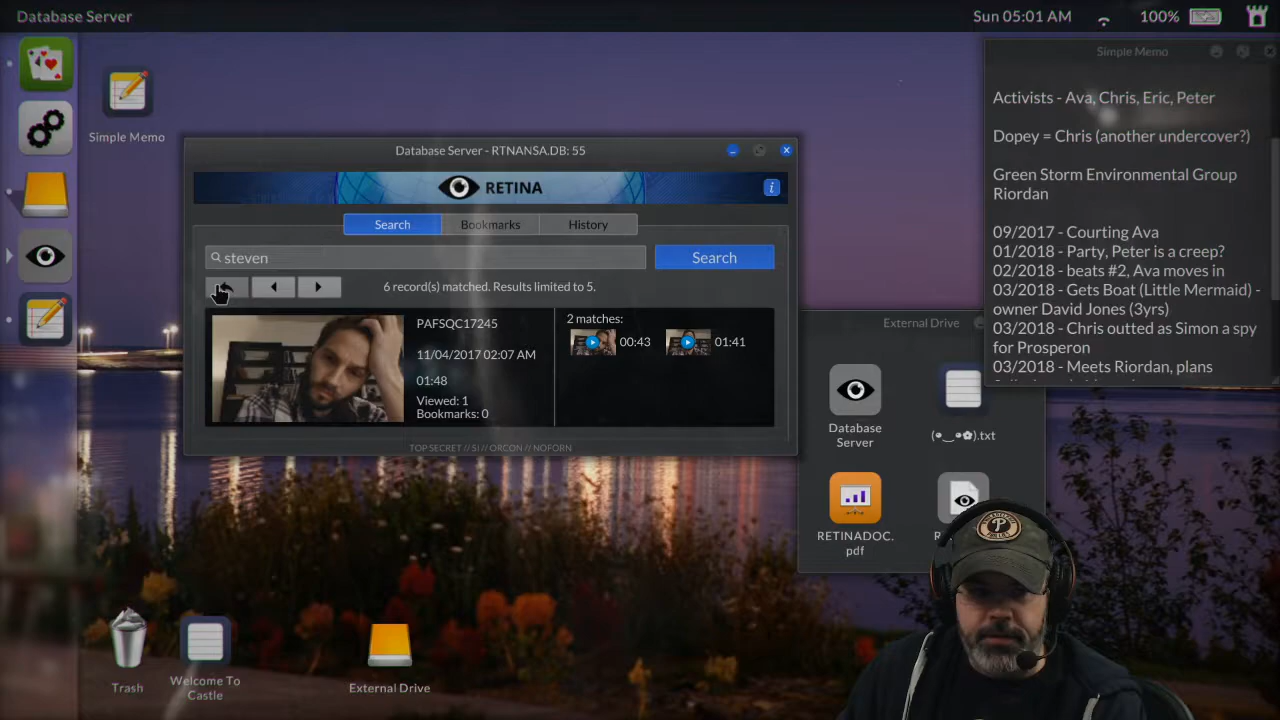 Database Server
Sun 05:01 AM
100%
Simple Memo
Simple Memo
Activists - Ava, Chris, Eric, Peter
Dopey = Chris (another undercover?)
Green Storm Environmental Group
Riordan
09/2017 - Courting Ava
01/2018 - Party, Peter is a creep?
02/2018 - beats #2, Ava moves in
03/2018 - Gets Boat (Little Mermaid) -
owner David Jones (3yrs)
03/2018 - Chris outted as Simon a spy
for Prosperon
03/2018 - Meets Riordan, plans
Database Server - RTNANSA.DB: 55
RETINA
i
Search
Bookmarks
History
steven
Search
6 record(s) matched. Results limited to 5.
PAFSQC17245
11/04/2017 02:07 AM
01:48
Viewed: 1
Bookmarks: 0
2 matches:
00:43
01:41
TOP SECRET // SI // ORCON // NOFORN
External Drive
Database
Server
(•‿•✿).txt
RETINADOC.
pdf
P
Trash
Welcome To
Castle
External Drive